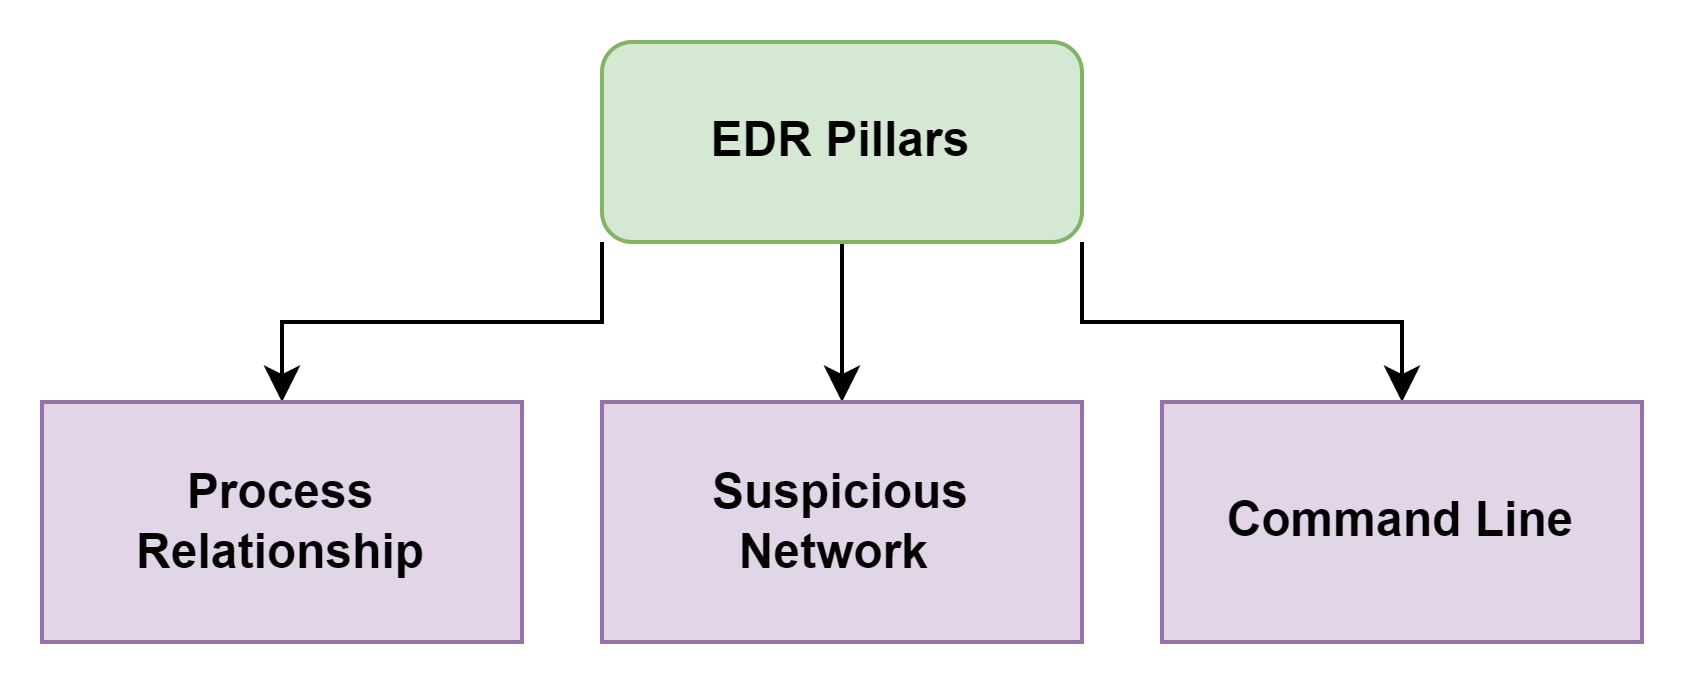 EDR Pillars
Process
Relationship
Suspicious
Network
Command Line